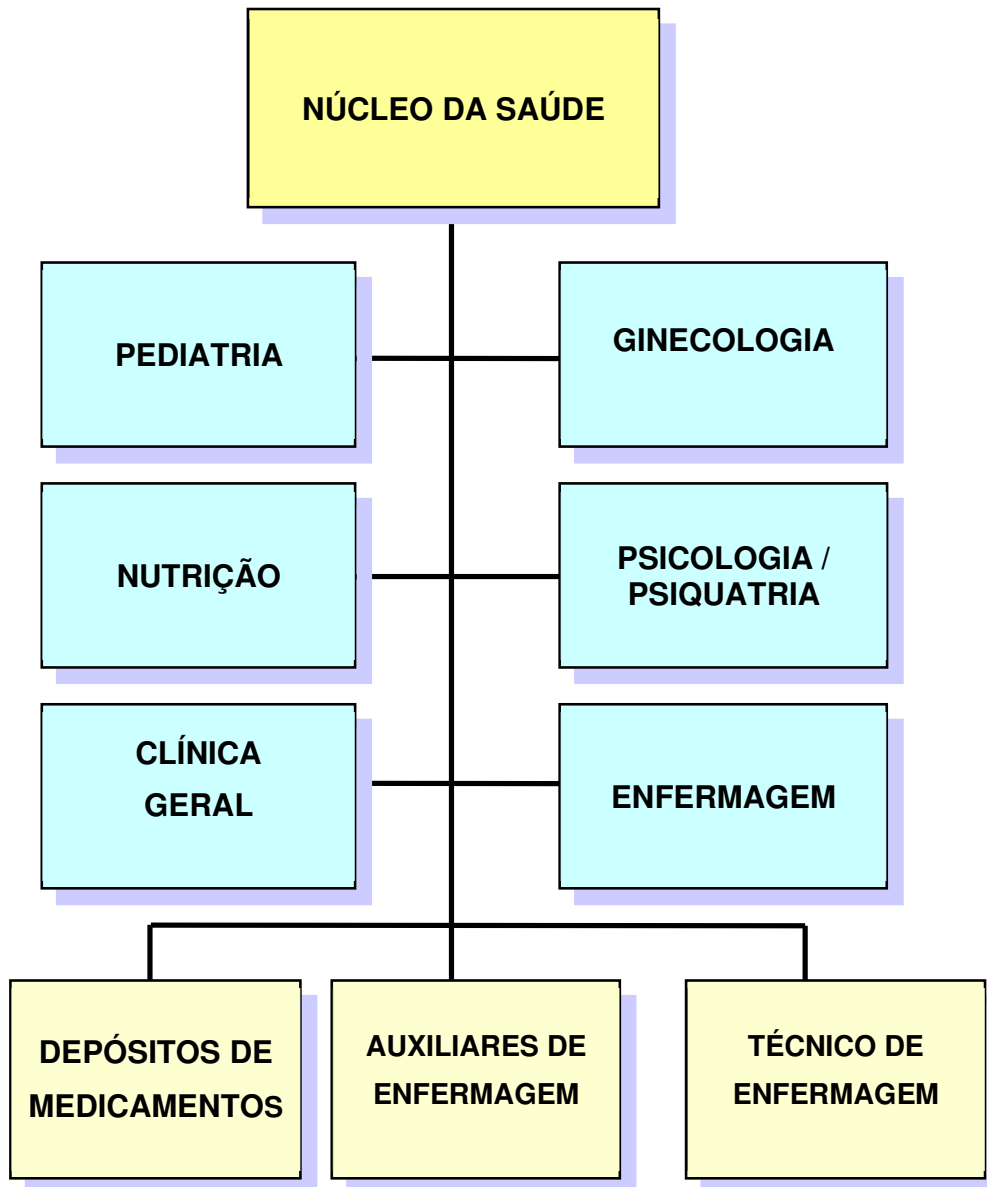 NÚCLEO DA SAÚDE
PEDIATRIA
GINECOLOGIA
NUTRIÇÃO
PSICOLOGIA /
PSIQUATRIA
CLÍNICA
GERAL
ENFERMAGEM
DEPÓSITOS DE
MEDICAMENTOS
AUXILIARES DE
ENFERMAGEM
TÉCNICO DE
ENFERMAGEM